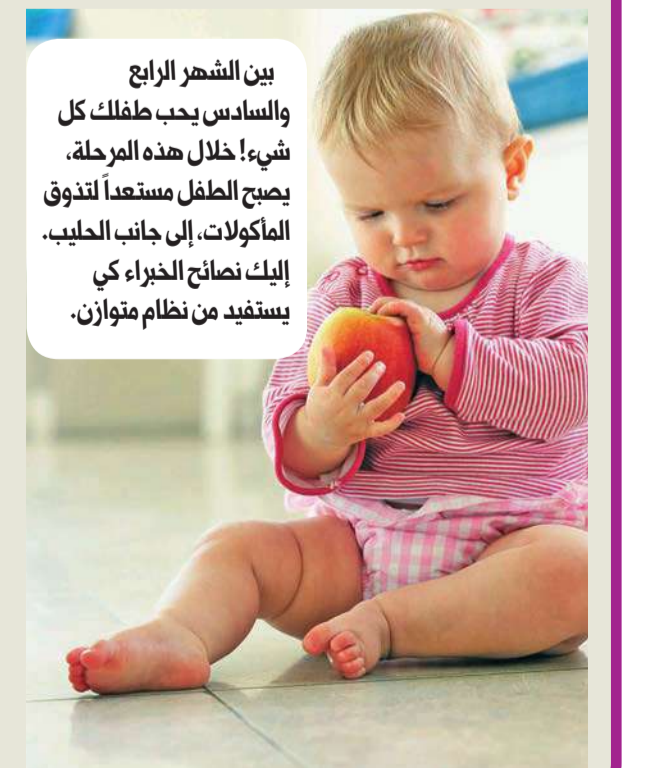 بين الشهر الرابع
والسادس يحب طفلك كل
شيء! خلال هذه المرحلة،
يصبح الطفل مستعداً لتذوق
المأكولات، إلى جانب الحليب.
إليك نصائح الخبراء كي
يستفيد من نظام متوازن.